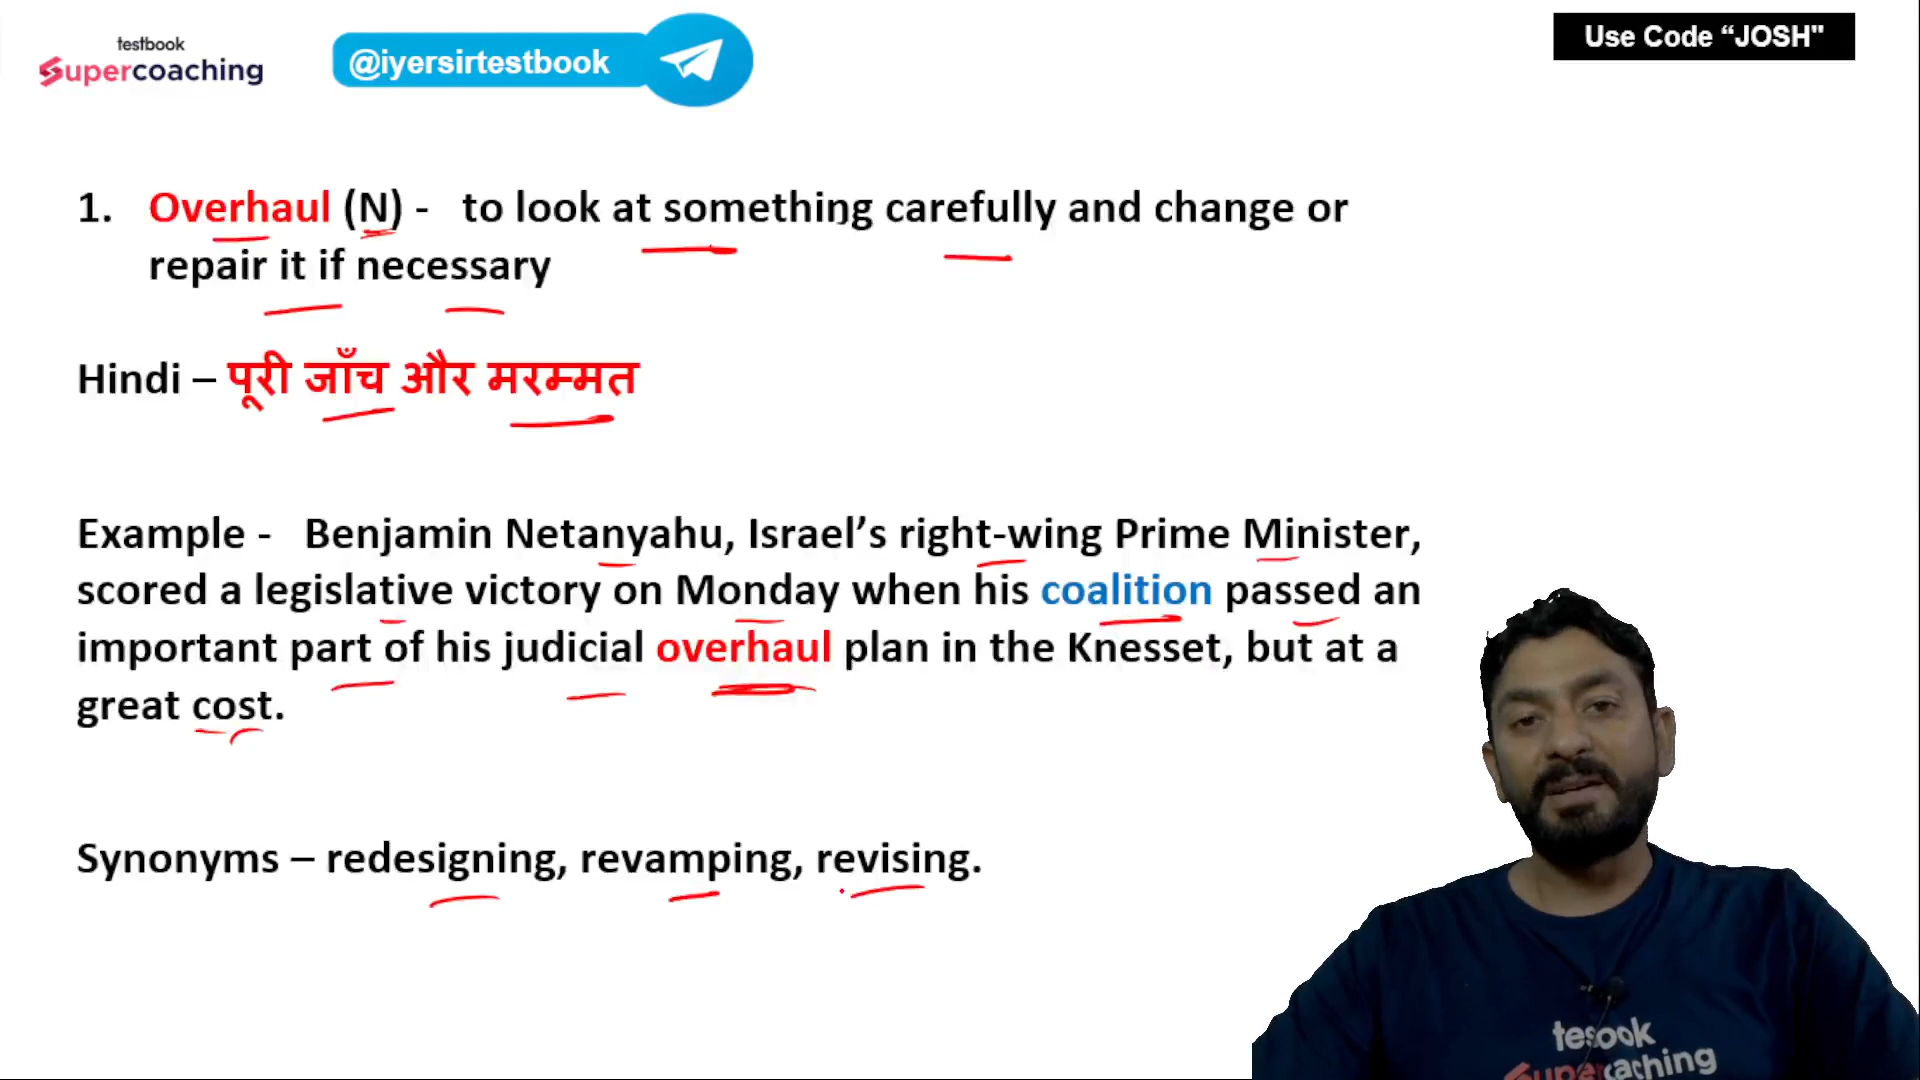 testbook
Supercoaching
@iyersirtestbook
Use Code “JOSH"
1. Overhaul (N) - to look at something carefully and change or
repair it if necessary
Hindi – पूरी जाँच और मरम्मत
Example - Benjamin Netanyahu, Israel’s right-wing Prime Minister,
scored a legislative victory on Monday when his coalition passed an
important part of his judicial overhaul plan in the Knesset, but at a
great cost.
Synonyms – redesigning, revamping, revising.